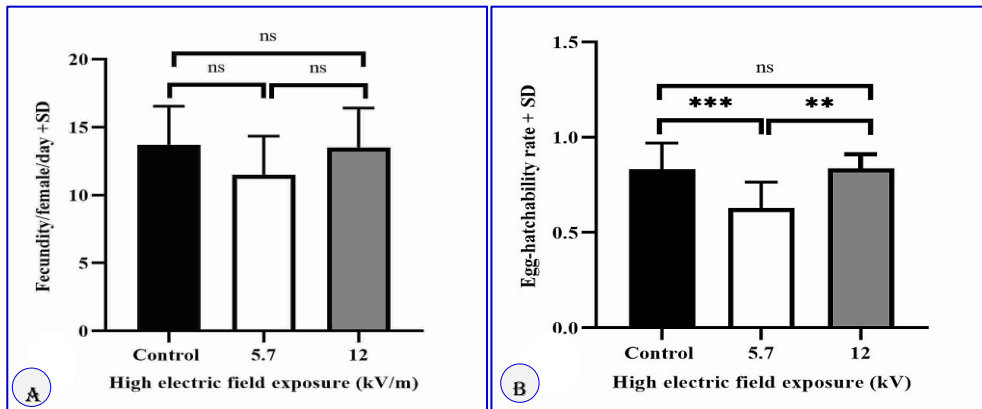 ns
ns
ns
20
15
10
5
0
Fecundity/female/day +SD
Control
5.7
12
High electric field exposure (kV/m)
A
ns
***
**
1.5
1.0
0.5
0.0
Egg-hatchability rate + SD
Control
5.7
12
High electric field exposure (kV)
B